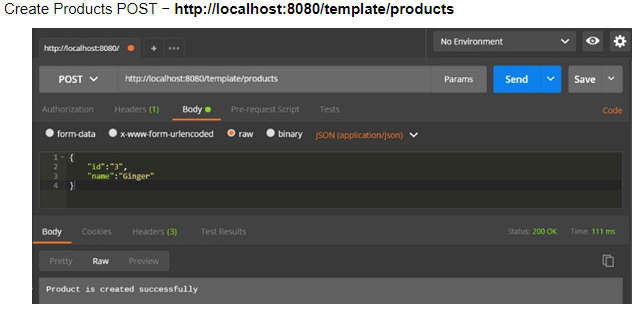 Create Products POST − http://localhost:8080/template/products
http://localhost:8080/ + ••• No Environment
POST http://localhost:8080/template/products Params Send Save
Authorization Headers (1) Body Pre-request Script Tests Code
form-data x-www-form-urlencoded raw binary JSON (application/json)
1 {
2 "id":"3",
3 "name":"Ginger"
4 }
Body Cookies Headers (3) Test Results Status: 200 OK Time: 111 ms
Pretty Raw Preview
Product is created successfully